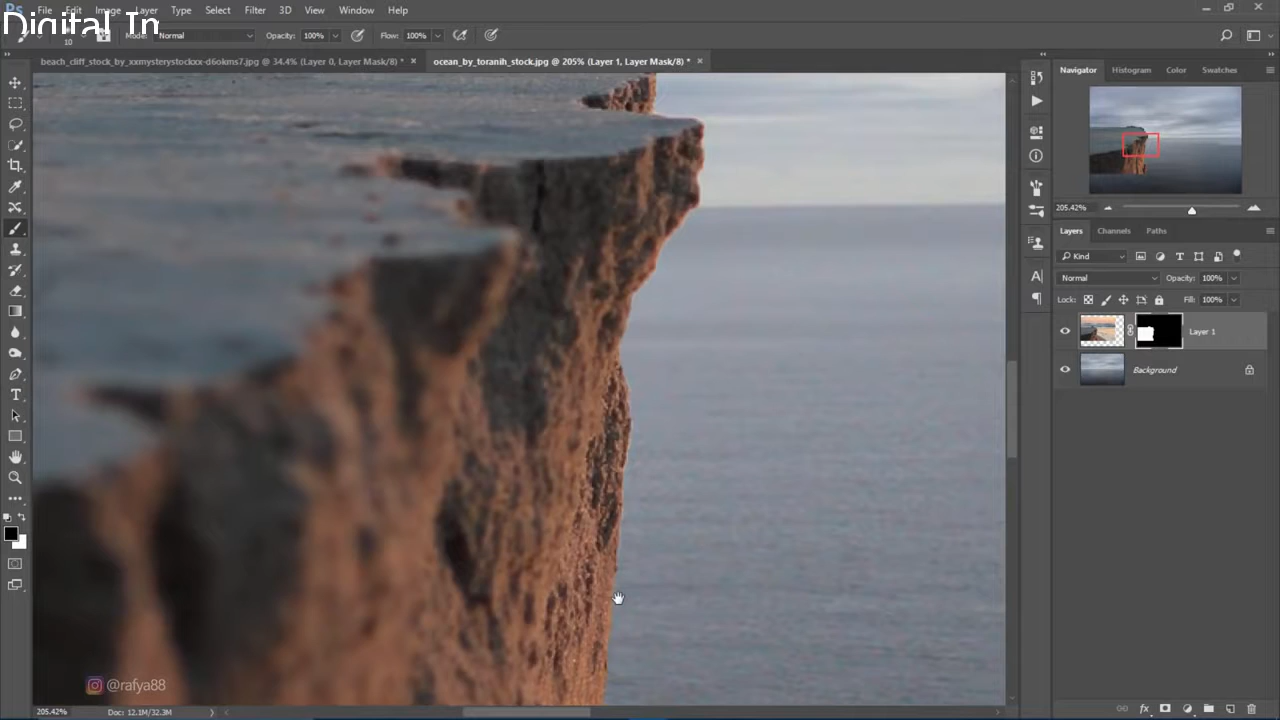 Ps File Edit Image Layer Type Select Filter 3D View Window Help
Digital Im
10 Mode: Normal Opacity: 100% Flow: 100%
beach_cliff_stock_by_xxmysterystockxx-d6okms7.jpg @ 34.4% (Layer 0, Layer Mask/8) * × ocean_by_toranih_stock.jpg @ 205% (Layer 1, Layer Mask/8) * ×
Navigator Histogram Color Swatches
205.42%
Layers Channels Paths
Kind
Normal Opacity: 100%
Lock: Fill: 100%
Layer 1
Background
@rafya88
205.42% Doc: 12.1M/32.3M